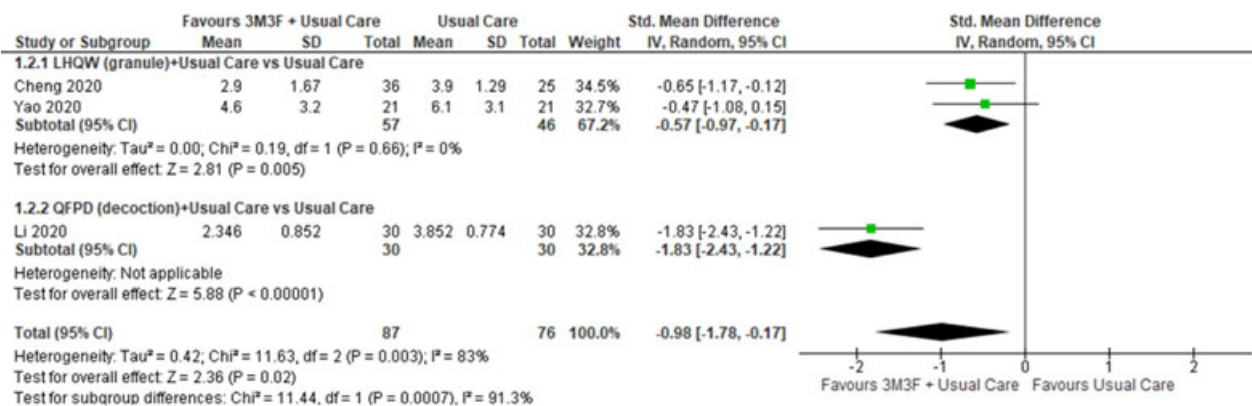 Favours 3M3F + Usual Care Usual Care Std. Mean Difference Std. Mean Difference
Study or Subgroup Mean SD Total Mean SD Total Weight IV, Random, 95% CI IV, Random, 95% CI
1.2.1 LHQW (granule)+Usual Care vs Usual Care
Cheng 2020 2.9 1.67 36 3.9 1.29 25 34.5% -0.65 [-1.17, -0.12]
Yao 2020 4.6 3.2 21 6.1 3.1 21 32.7% -0.47 [-1.08, 0.15]
Subtotal (95% CI) 57 46 67.2% -0.57 [-0.97, -0.17]
Heterogeneity: Tau² = 0.00; Chi² = 0.19, df = 1 (P = 0.66); I² = 0%
Test for overall effect: Z = 2.81 (P = 0.005)
1.2.2 QFPD (decoction)+Usual Care vs Usual Care
Li 2020 2.346 0.852 30 3.852 0.774 30 32.8% -1.83 [-2.43, -1.22]
Subtotal (95% CI) 30 30 32.8% -1.83 [-2.43, -1.22]
Heterogeneity: Not applicable
Test for overall effect: Z = 5.88 (P < 0.00001)
Total (95% CI) 87 76 100.0% -0.98 [-1.78, -0.17]
Heterogeneity: Tau² = 0.42; Chi² = 11.63, df = 2 (P = 0.003); I² = 83%
Test for overall effect: Z = 2.36 (P = 0.02)
Test for subgroup differences: Chi² = 11.44, df = 1 (P = 0.0007), I² = 91.3%
-2 -1 0 1 2
Favours 3M3F + Usual Care Favours Usual Care